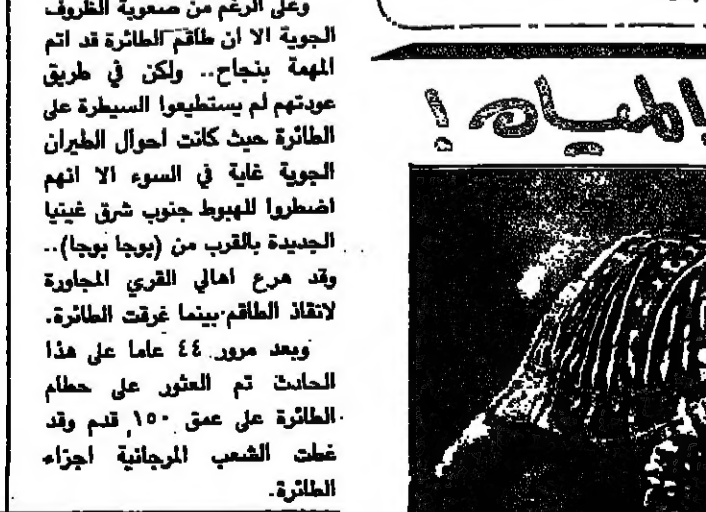 وعلى الرغم من صعوبة الظروف
الجوية الا ان طاقم الطائرة قد اتم
المهمة بنجاح.. ولكن في طريق
عودتهم لم يستطيعوا السيطرة على
الطائرة حيث كانت احوال الطيران
الجوية غاية في السوء الا انهم
اضطروا للهبوط جنوب شرق غينيا
الجديدة بالقرب من (بوجا بوجا)..
وقد هرع اهالي القري المجاورة
لانقاذ الطاقم بينما غرقت الطائرة.
وبعد مرور ٤٤ عاما على هذا
الحادث تم العثور على حطام
الطائرة على عمق ١٥٠ قدم وقد
غطت الشعب المرجانية اجزاء
الطائرة.
المياه!